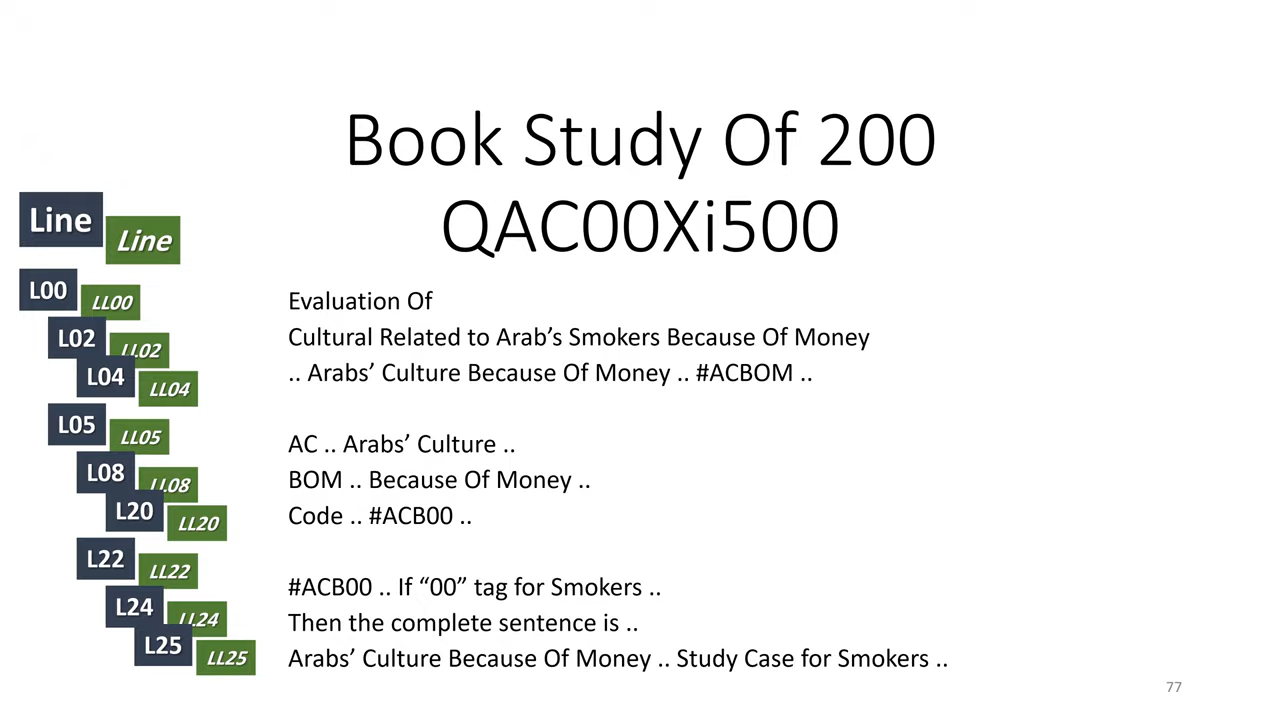 Book Study Of 200
QAC00Xi500
Line
Line
L00
LL00
L02
LL02
L04
LL04
L05
LL05
L08
LL08
L20
LL20
L22
LL22
L24
LL24
L25
LL25
Evaluation Of
Cultural Related to Arab’s Smokers Because Of Money
.. Arabs’ Culture Because Of Money .. #ACBOM ..
AC .. Arabs’ Culture ..
BOM .. Because Of Money ..
Code .. #ACB00 ..
#ACB00 .. If “00” tag for Smokers ..
Then the complete sentence is ..
Arabs’ Culture Because Of Money .. Study Case for Smokers ..
77